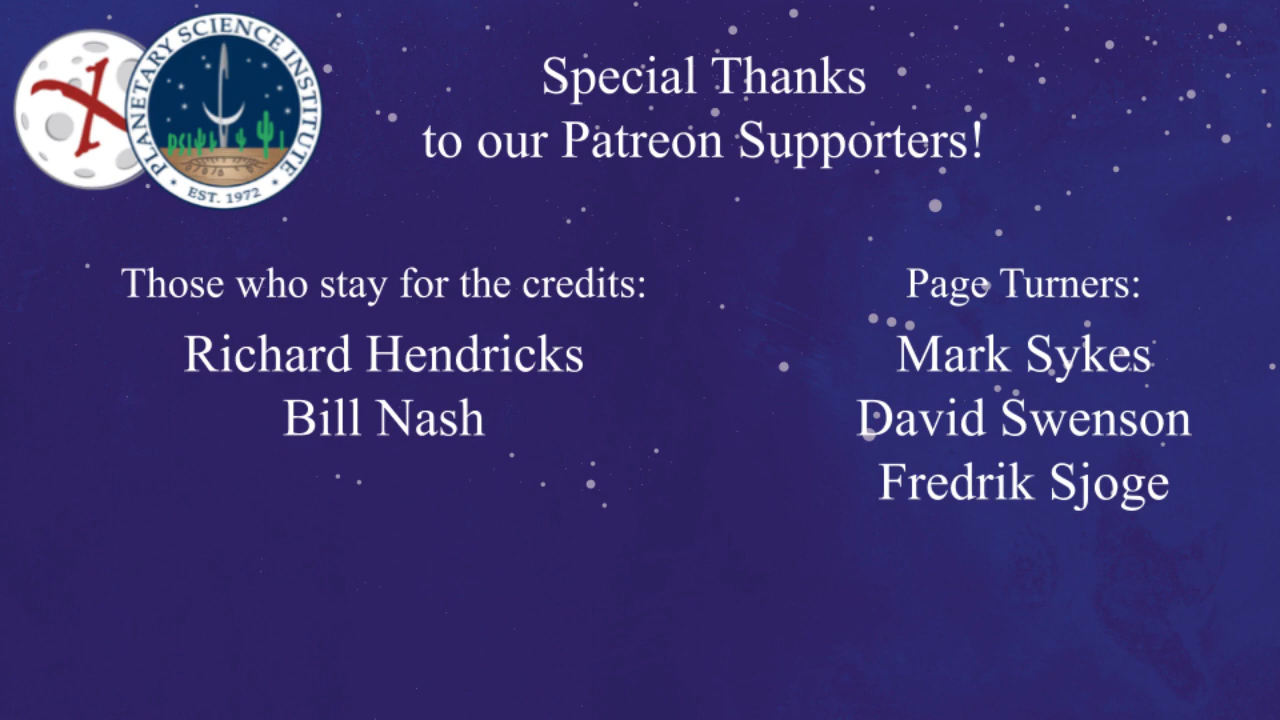 PLANETARY SCIENCE INSTITUTE
PSI
EST. 1972
Special Thanks
to our Patreon Supporters!
Those who stay for the credits:
Richard Hendricks
Bill Nash
Page Turners:
Mark Sykes
David Swenson
Fredrik Sjoge